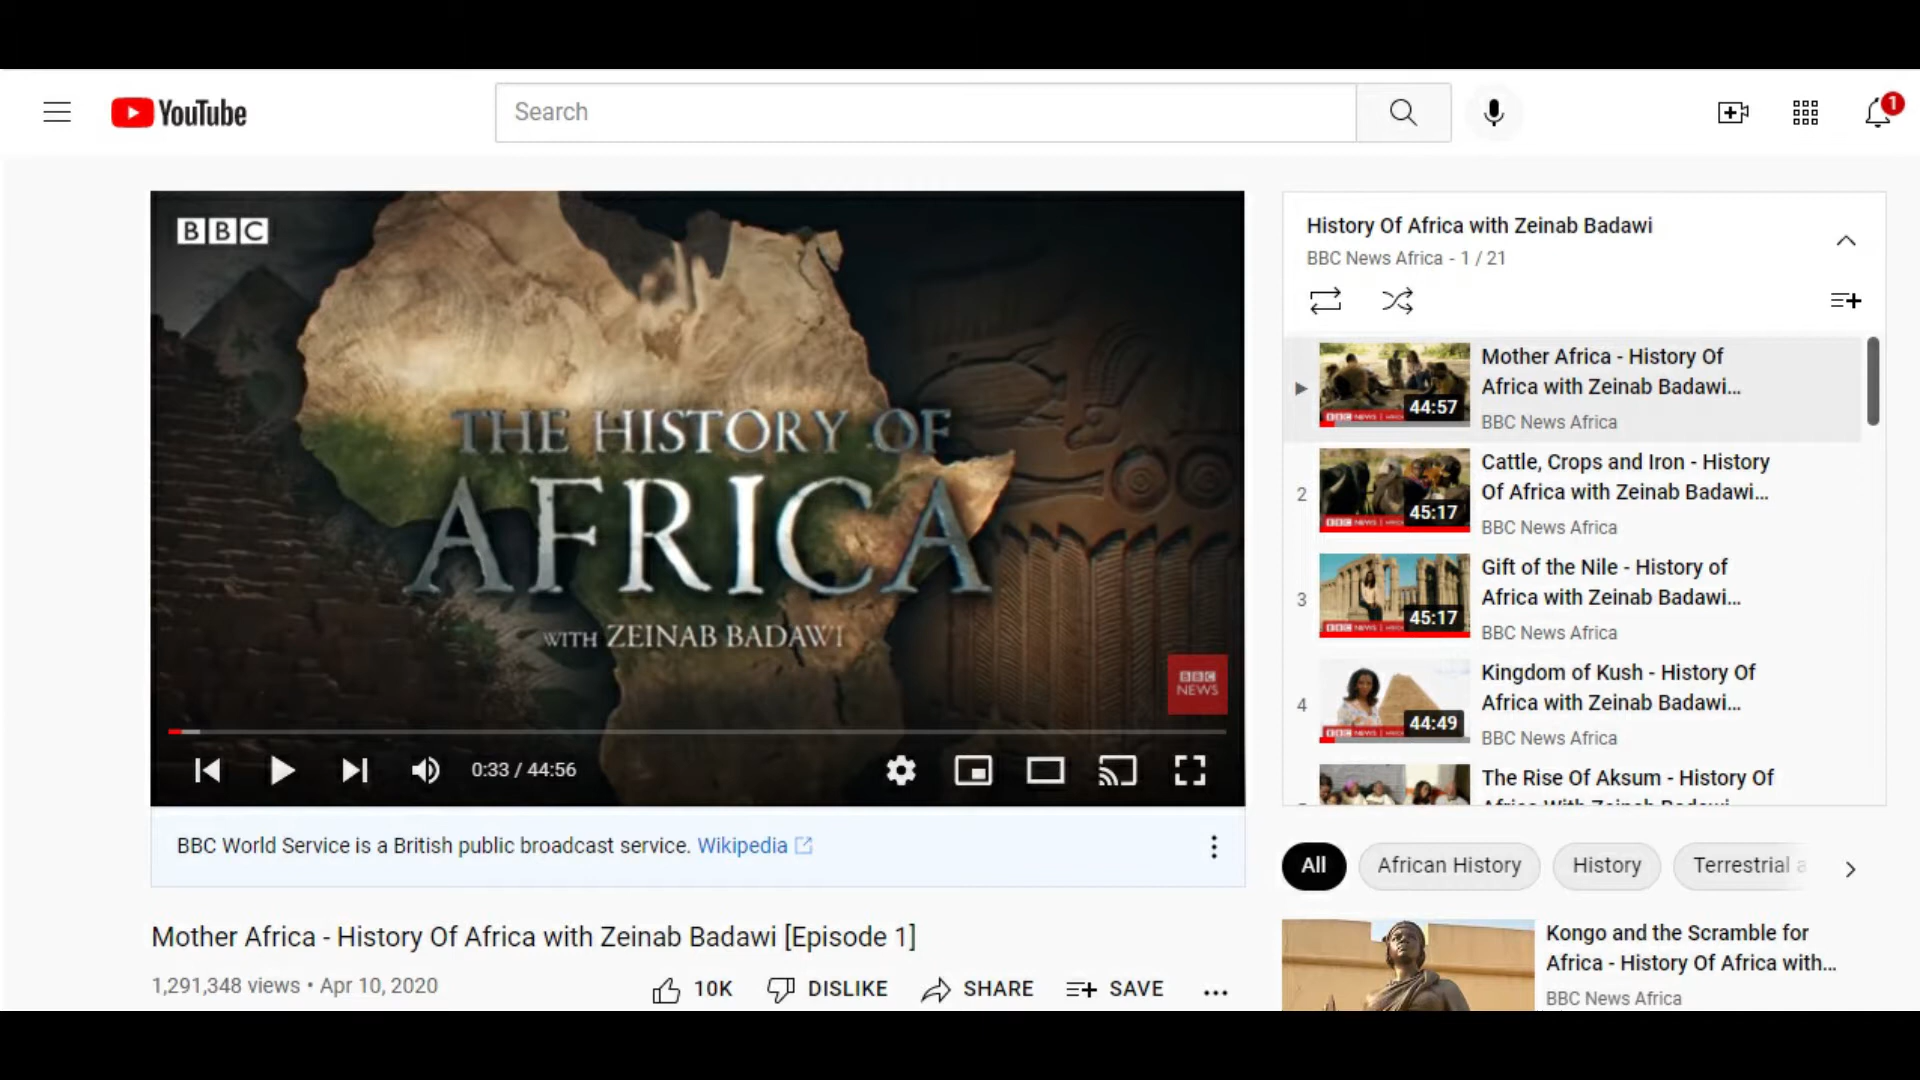 YouTube
Search
1
BBC
THE HISTORY OF
AFRICA
WITH ZEINAB BADAWI
BBC
NEWS
0:33 / 44:56
BBC World Service is a British public broadcast service. Wikipedia
Mother Africa - History Of Africa with Zeinab Badawi [Episode 1]
1,291,348 views • Apr 10, 2020
10K
DISLIKE
SHARE
SAVE
History Of Africa with Zeinab Badawi
BBC News Africa - 1 / 21
44:57
Mother Africa - History Of
Africa with Zeinab Badawi...
BBC News Africa
2
45:17
Cattle, Crops and Iron - History
Of Africa with Zeinab Badawi...
BBC News Africa
3
45:17
Gift of the Nile - History of
Africa with Zeinab Badawi...
BBC News Africa
4
44:49
Kingdom of Kush - History Of
Africa with Zeinab Badawi...
BBC News Africa
The Rise Of Aksum - History Of
Africa With Zeinab Badawi
All
African History
History
Terrestrial
Kongo and the Scramble for
Africa - History Of Africa with...
BBC News Africa